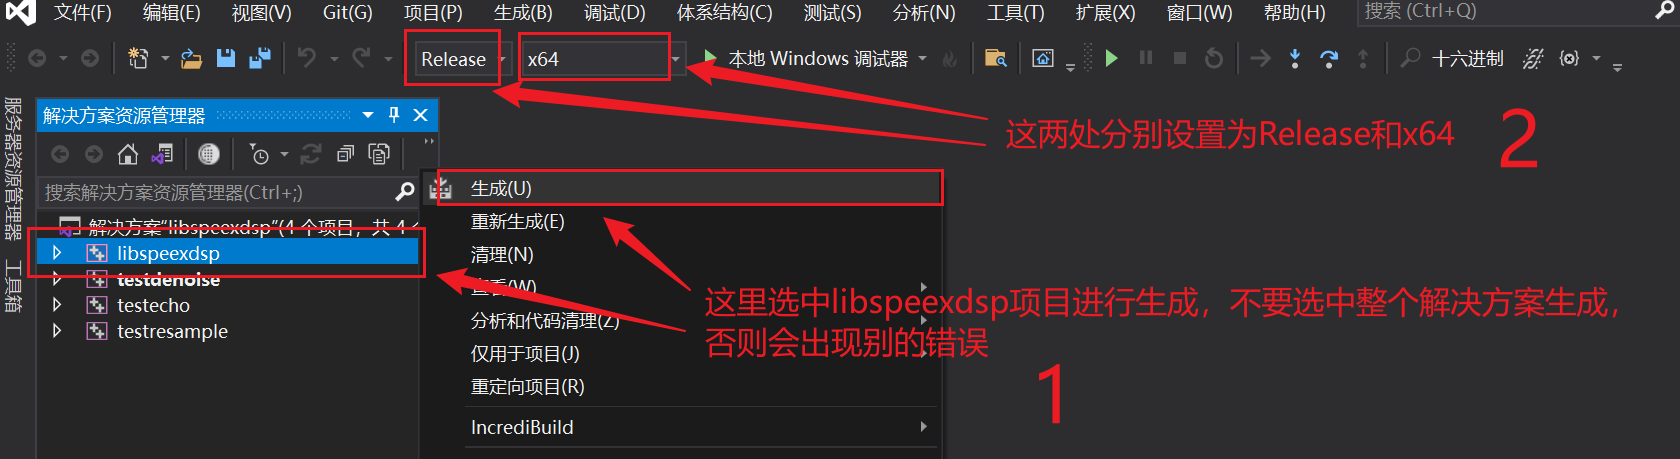 文件(F) 编辑(E) 视图(V) Git(G) 项目(P) 生成(B) 调试(D) 体系结构(C) 测试(S) 分析(N) 工具(T) 扩展(X) 窗口(W) 帮助(H) 搜索 (Ctrl+Q)
Release x64 本地 Windows 调试器 十六进制
服务器资源管理器
工具箱
解决方案资源管理器
搜索解决方案资源管理器(Ctrl+;)
解决方案"libspeexdsp"(4 个项目，共 4
libspeexdsp
testdenoise
testecho
testresample
生成(U)
重新生成(E)
清理(N)
查看(W)
分析和代码清理(Z)
仅用于项目(J)
重定向项目(R)
IncrediBuild
这两处分别设置为Release和x64
2
这里选中libspeexdsp项目进行生成，不要选中整个解决方案生成，
否则会出现别的错误
1